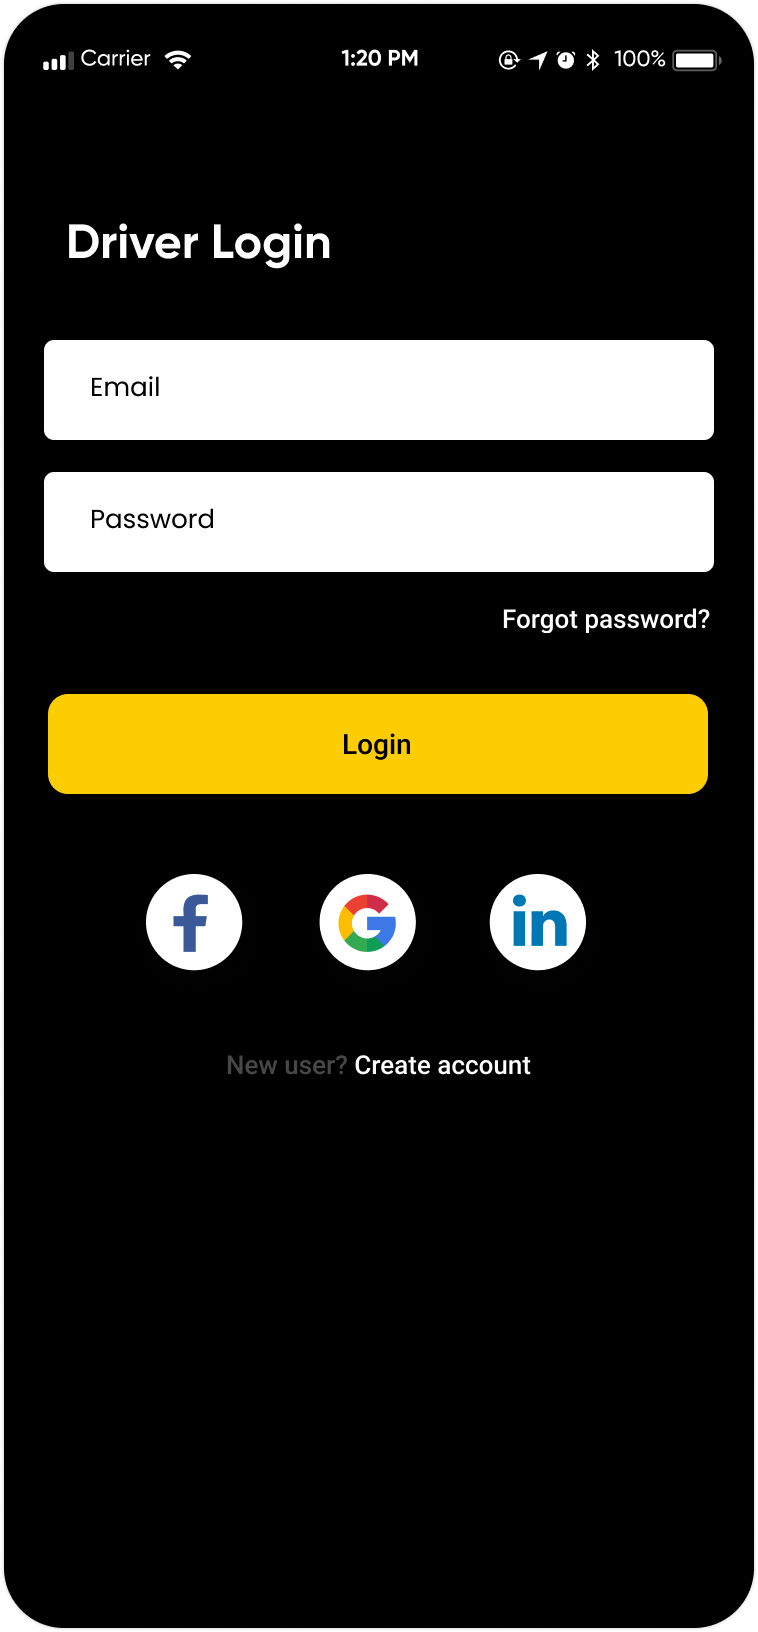 Carrier 1:20 PM 100%
Driver Login
Email
Password
Forgot password?
Login
f G in
New user? Create account